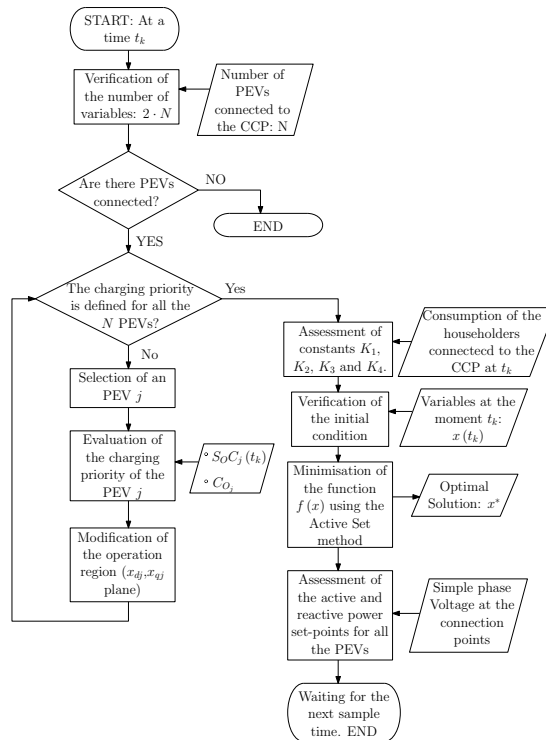 START: At a
time t_k
Verification of
the number of
variables: 2 · N
Number of
PEVs
connected to
the CCP: N
Are there PEVs
connected?
NO
END
YES
The charging priority
is defined for all the
N PEVs?
Yes
No
Selection of an
PEV j
Evaluation of
the charging
priority of the
PEV j
° S_OC_j (t_k)
° C_{O_j}
Modification of
the operation
region (x_{dj},x_{qj}
plane)
Assessment of
constants K_1,
K_2, K_3 and K_4.
Consumption of the
householders
connectecd to the
CCP at t_k
Verification of
the initial
condition
Variables at the
moment t_k:
x (t_k)
Minimisation of
the function
f (x) using the
Active Set
method
Optimal
Solution: x*
Assessment of
the active and
reactive power
set-points for all
the PEVs
Simple phase
Voltage at the
connection
points
Waiting for the
next sample
time. END